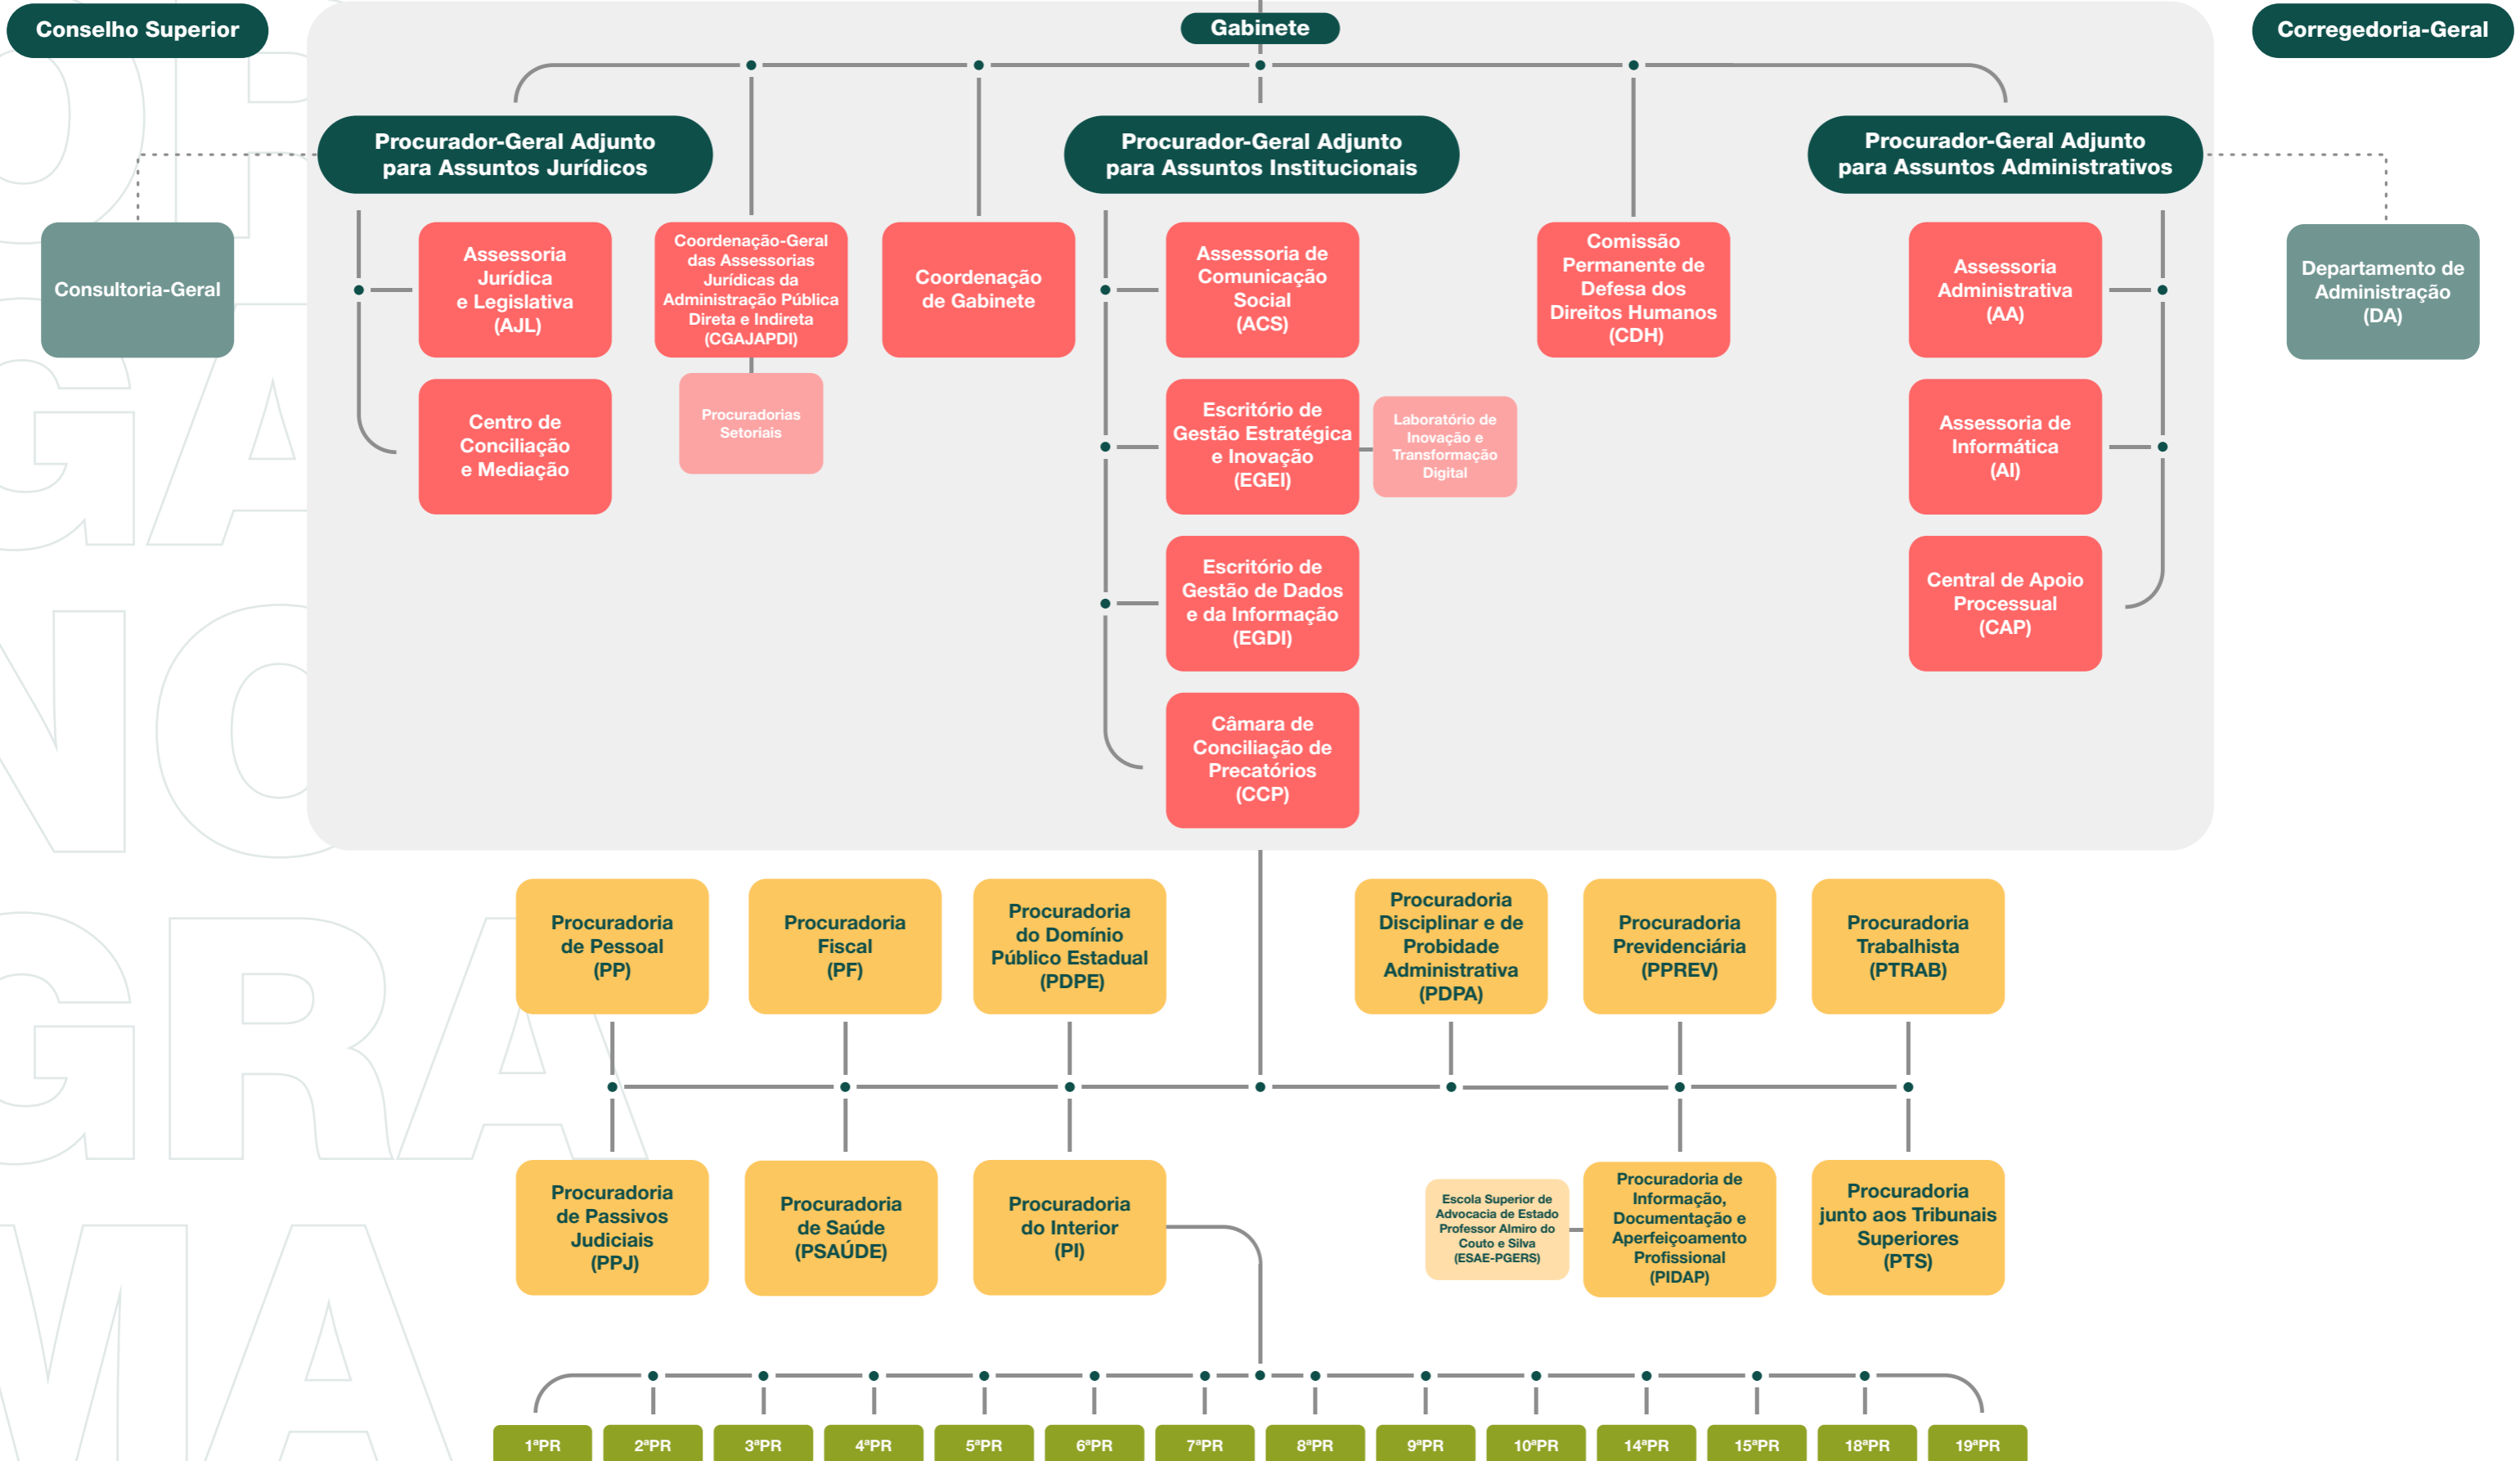 Conselho Superior
Gabinete
Corregedoria-Geral
Procurador-Geral Adjunto
para Assuntos Jurídicos
Procurador-Geral Adjunto
para Assuntos Institucionais
Procurador-Geral Adjunto
para Assuntos Administrativos
Consultoria-Geral
Assessoria
Jurídica
e Legislativa
(AJL)
Coordenação-Geral
das Assessorias
Jurídicas da
Administração Pública
Direta e Indireta
(CGAJAPDI)
Coordenação
de Gabinete
Assessoria de
Comunicação
Social
(ACS)
Comissão
Permanente de
Defesa dos
Direitos Humanos
(CDH)
Assessoria
Administrativa
(AA)
Departamento de
Administração
(DA)
Centro de
Conciliação
e Mediação
Procuradorias
Setoriais
Escritório de
Gestão Estratégica
e Inovação
(EGEI)
Laboratório de
Inovação e
Transformação
Digital
Assessoria de
Informática
(AI)
Escritório de
Gestão de Dados
e da Informação
(EGDI)
Central de Apoio
Processual
(CAP)
Câmara de
Conciliação de
Precatórios
(CCP)
Procuradoria
de Pessoal
(PP)
Procuradoria
Fiscal
(PF)
Procuradoria
do Domínio
Público Estadual
(PDPE)
Procuradoria
Disciplinar e de
Probidade
Administrativa
(PDPA)
Procuradoria
Previdenciária
(PPREV)
Procuradoria
Trabalhista
(PTRAB)
Procuradoria
de Passivos
Judiciais
(PPJ)
Procuradoria
de Saúde
(PSAÚDE)
Procuradoria
do Interior
(PI)
Escola Superior de
Advocacia de Estado
Professor Almiro do
Couto e Silva
(ESAE-PGERS)
Procuradoria de
Informação,
Documentação e
Aperfeiçoamento
Profissional
(PIDAP)
Procuradoria
junto aos Tribunais
Superiores
(PTS)
1ªPR
2ªPR
3ªPR
4ªPR
5ªPR
6ªPR
7ªPR
8ªPR
9ªPR
10ªPR
14ªPR
15ªPR
18ªPR
19ªPR
OR
GA
NO
GRA
MA